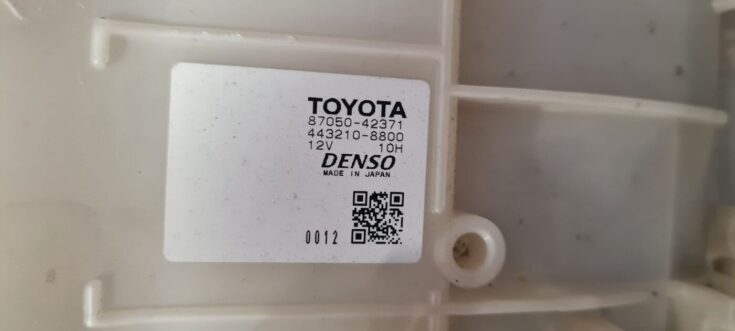 TOYOTA
87050-42371
443210-8800
12V 10H
DENSO
MADE IN JAPAN
0012